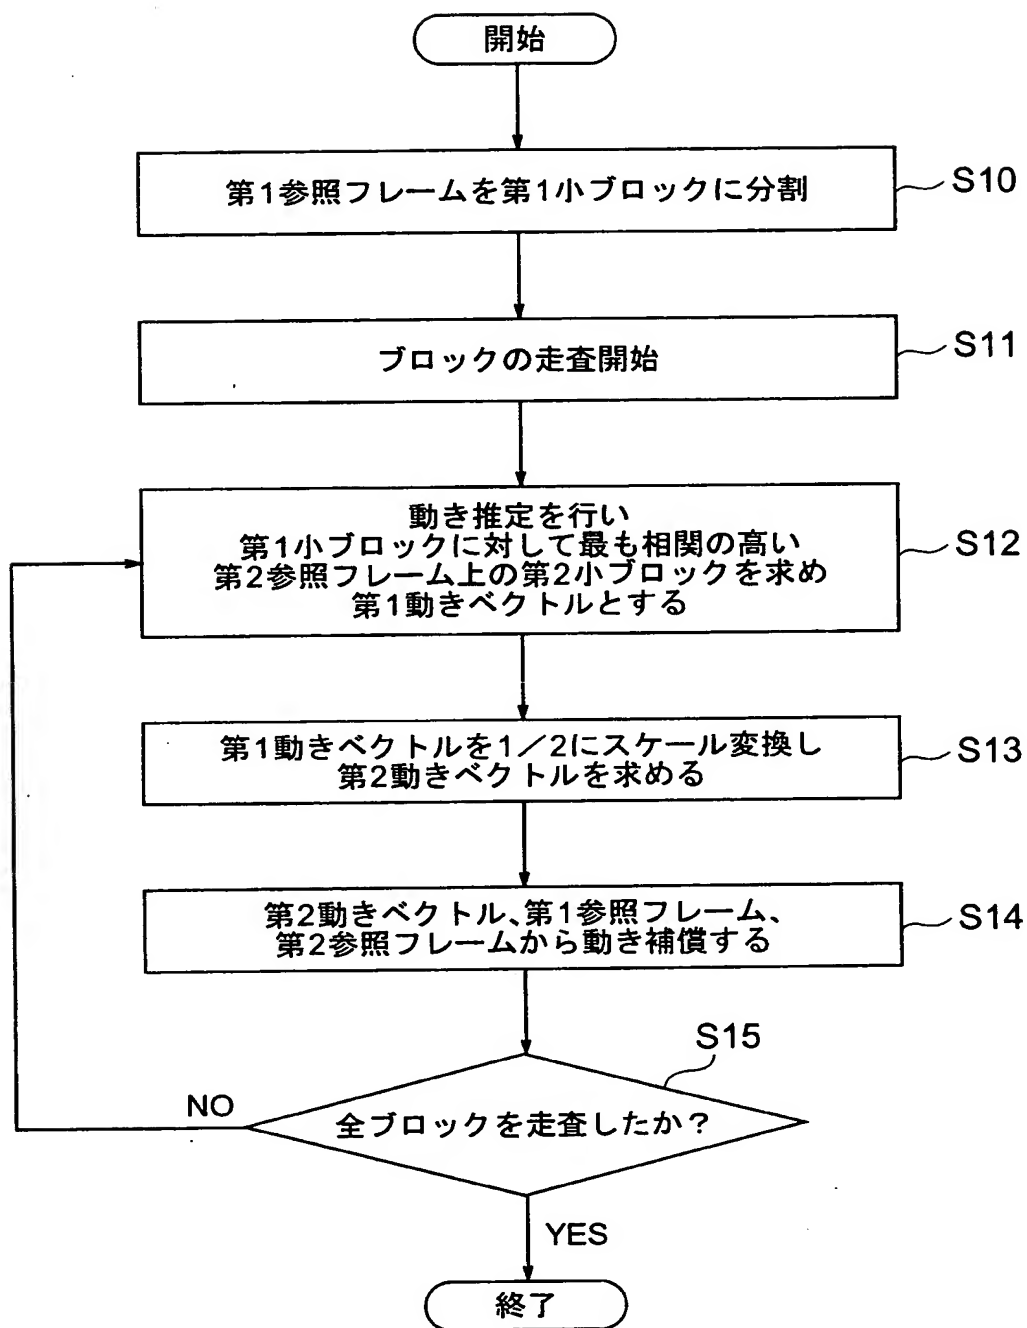 開始
第1参照フレームを第1小ブロックに分割
S10
ブロックの走査開始
S11
動き推定を行い
第1小ブロックに対して最も相関の高い
第2参照フレーム上の第2小ブロックを求め
第1動きベクトルとする
S12
第1動きベクトルを1／2にスケール変換し
第2動きベクトルを求める
S13
第2動きベクトル、第1参照フレーム、
第2参照フレームから動き補償する
S14
S15
全ブロックを走査したか？
NO
YES
終了